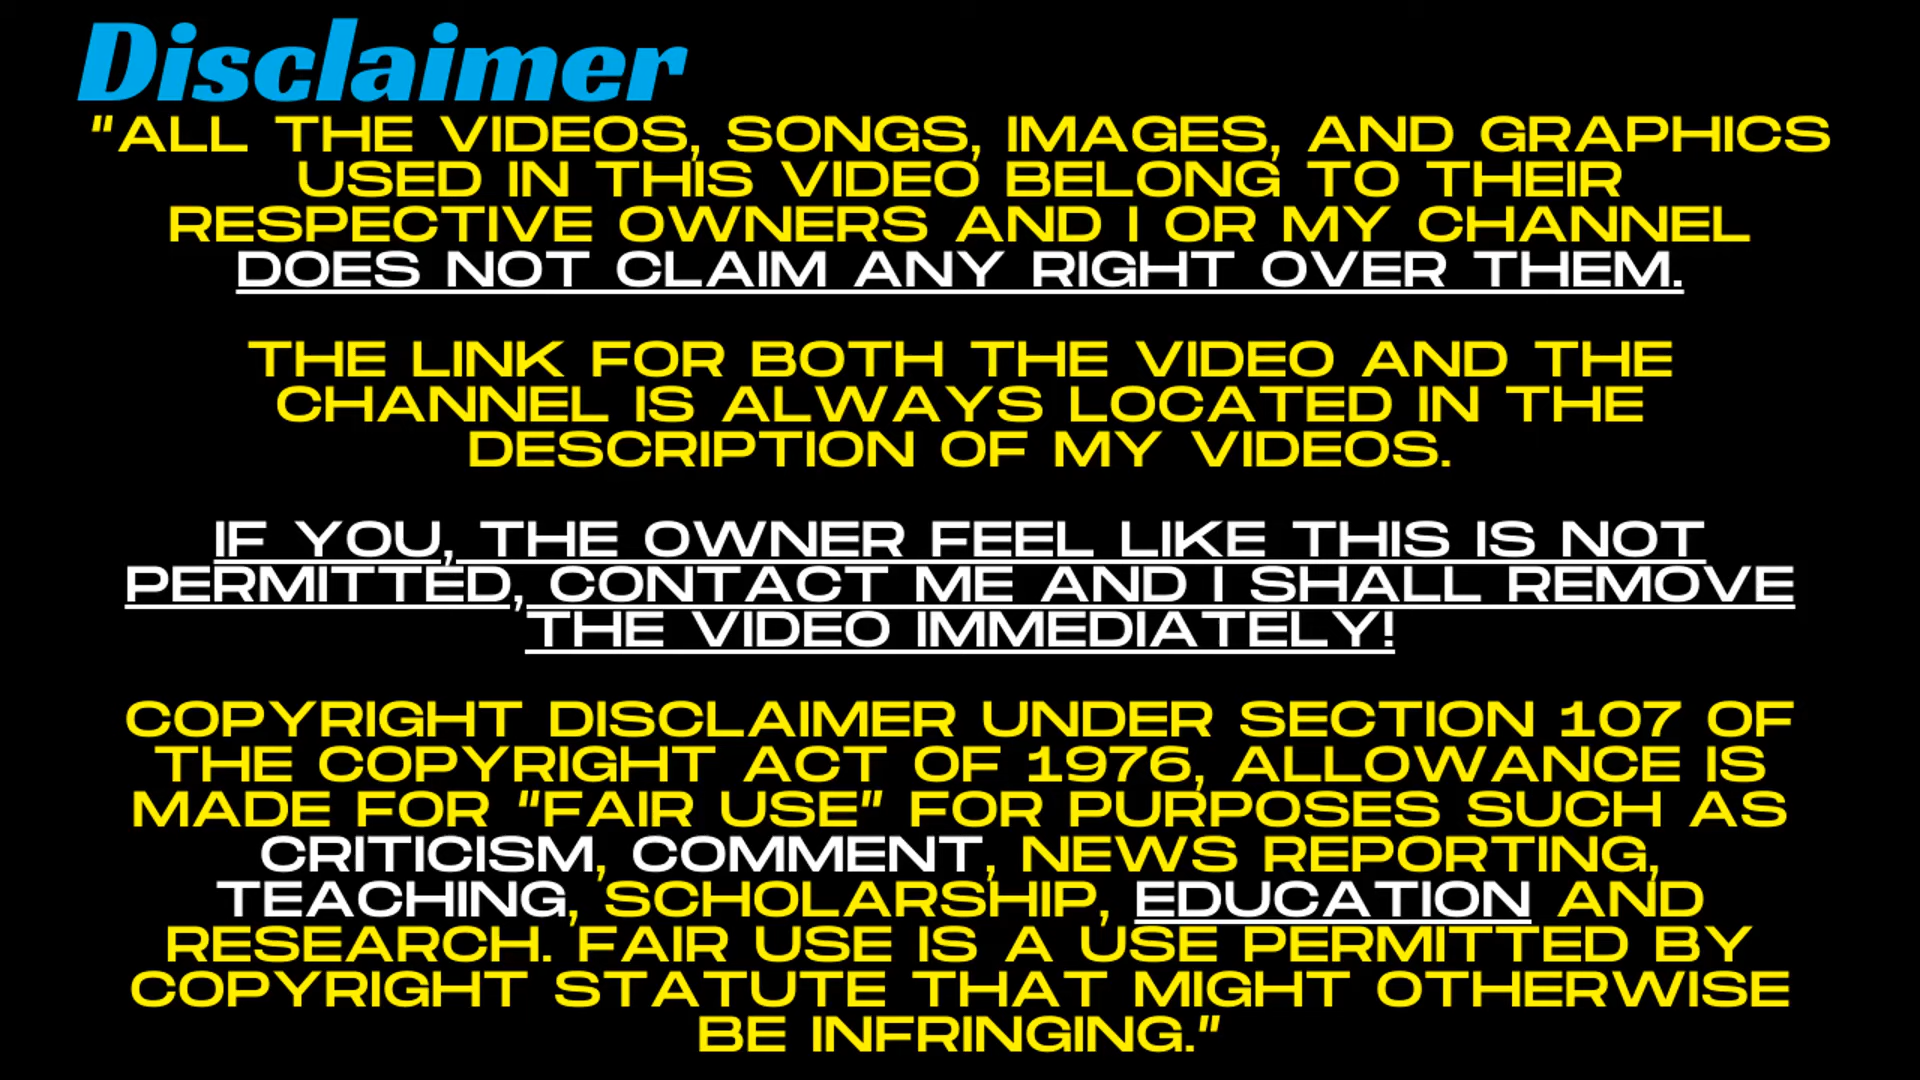 Disclaimer
"ALL THE VIDEOS, SONGS, IMAGES, AND GRAPHICS
USED IN THIS VIDEO BELONG TO THEIR
RESPECTIVE OWNERS AND I OR MY CHANNEL
DOES NOT CLAIM ANY RIGHT OVER THEM.
THE LINK FOR BOTH THE VIDEO AND THE
CHANNEL IS ALWAYS LOCATED IN THE
DESCRIPTION OF MY VIDEOS.
IF YOU, THE OWNER FEEL LIKE THIS IS NOT
PERMITTED, CONTACT ME AND I SHALL REMOVE
THE VIDEO IMMEDIATELY!
COPYRIGHT DISCLAIMER UNDER SECTION 107 OF
THE COPYRIGHT ACT OF 1976, ALLOWANCE IS
MADE FOR "FAIR USE" FOR PURPOSES SUCH AS
CRITICISM, COMMENT, NEWS REPORTING,
TEACHING, SCHOLARSHIP, EDUCATION AND
RESEARCH. FAIR USE IS A USE PERMITTED BY
COPYRIGHT STATUTE THAT MIGHT OTHERWISE
BE INFRINGING."